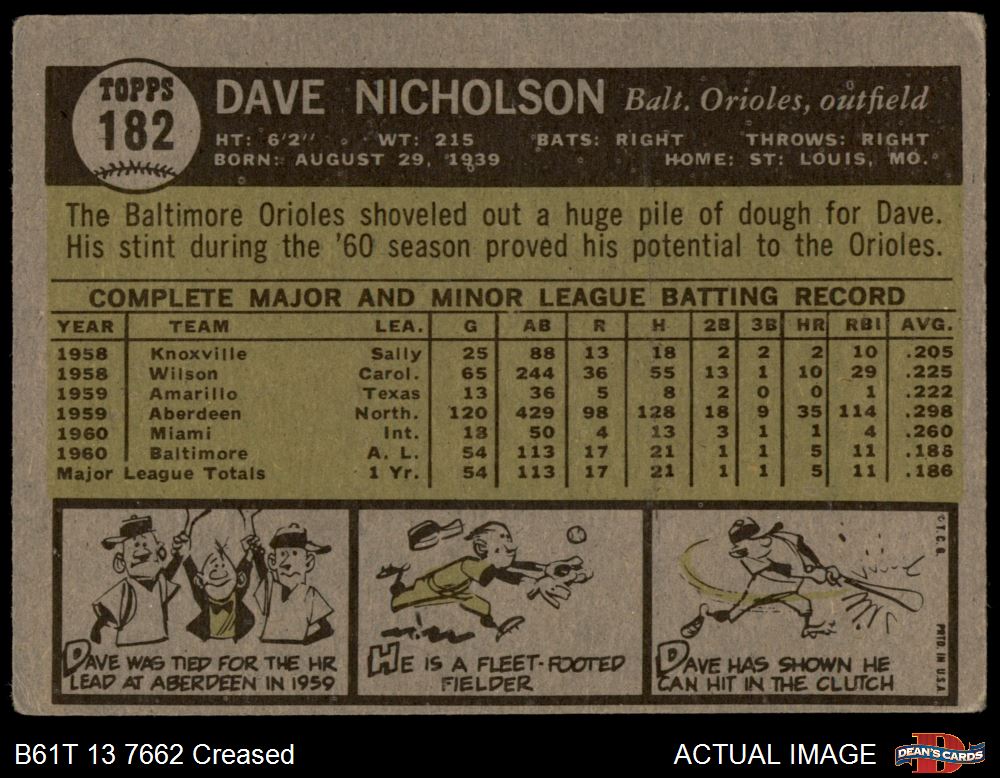 TOPPS
182
DAVE NICHOLSON Balt. Orioles, outfield
HT: 6'2" WT: 215 BATS: RIGHT THROWS: RIGHT
BORN: AUGUST 29, 1939 HOME: ST. LOUIS, MO.
The Baltimore Orioles shoveled out a huge pile of dough for Dave.
His stint during the '60 season proved his potential to the Orioles.
COMPLETE MAJOR AND MINOR LEAGUE BATTING RECORD
YEAR TEAM LEA. G AB R H 2B 3B HR RBI AVG.
1958 Knoxville Sally 25 88 13 18 2 2 2 10 .205
1958 Wilson Carol. 65 244 36 55 13 1 10 29 .225
1959 Amarillo Texas 13 36 5 8 2 0 0 1 .222
1959 Aberdeen North. 120 429 98 128 18 9 35 114 .298
1960 Miami Int. 18 50 4 13 3 1 1 4 .260
1960 Baltimore A. L. 54 113 17 21 1 1 5 11 .186
Major League Totals 1 Yr. 54 113 17 21 1 1 5 11 .186
DAVE WAS TIED FOR THE HR
LEAD AT ABERDEEN IN 1959
HE IS A FLEET-FOOTED
FIELDER
DAVE HAS SHOWN HE
CAN HIT IN THE CLUTCH
© T. C. G.
PRTD. IN U.S.A.
B61T 13 7662 Creased
ACTUAL IMAGE
DEAN'S CARDS